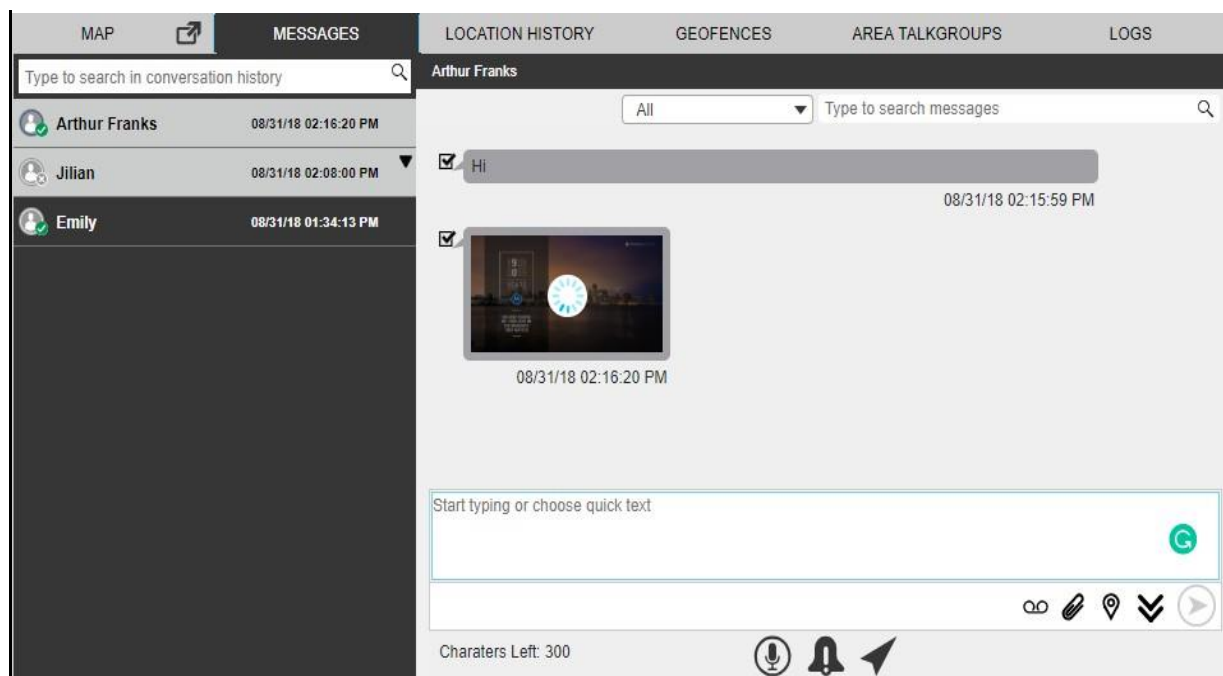 MAP
MESSAGES
LOCATION HISTORY
GEOFENCES
AREA TALKGROUPS
LOGS
Type to search in conversation history
Arthur Franks 08/31/18 02:16:20 PM
Jilian 08/31/18 02:08:00 PM
Emily 08/31/18 01:34:13 PM
Arthur Franks
All
Type to search messages
Hi
08/31/18 02:15:59 PM
08/31/18 02:16:20 PM
Start typing or choose quick text
Charaters Left: 300